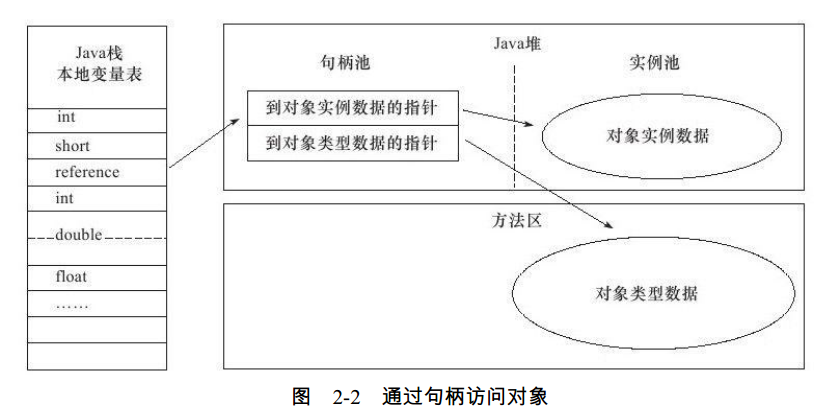 Java栈
本地变量表
int
short
reference
int
double
float
……
Java堆
句柄池
实例池
到对象实例数据的指针
到对象类型数据的指针
对象实例数据
方法区
对象类型数据
图 2-2 通过句柄访问对象